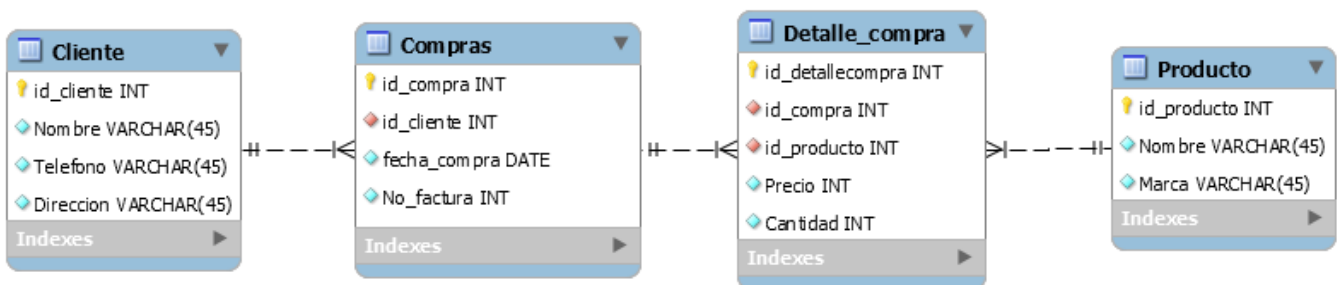 Cliente
id_cliente INT
Nombre VARCHAR(45)
Telefono VARCHAR(45)
Direccion VARCHAR(45)
Indexes
Compras
id_compra INT
id_cliente INT
fecha_compra DATE
No_factura INT
Indexes
Detalle_compra
id_detallecompra INT
id_compra INT
id_producto INT
Precio INT
Cantidad INT
Indexes
Producto
id_producto INT
Nombre VARCHAR(45)
Marca VARCHAR(45)
Indexes